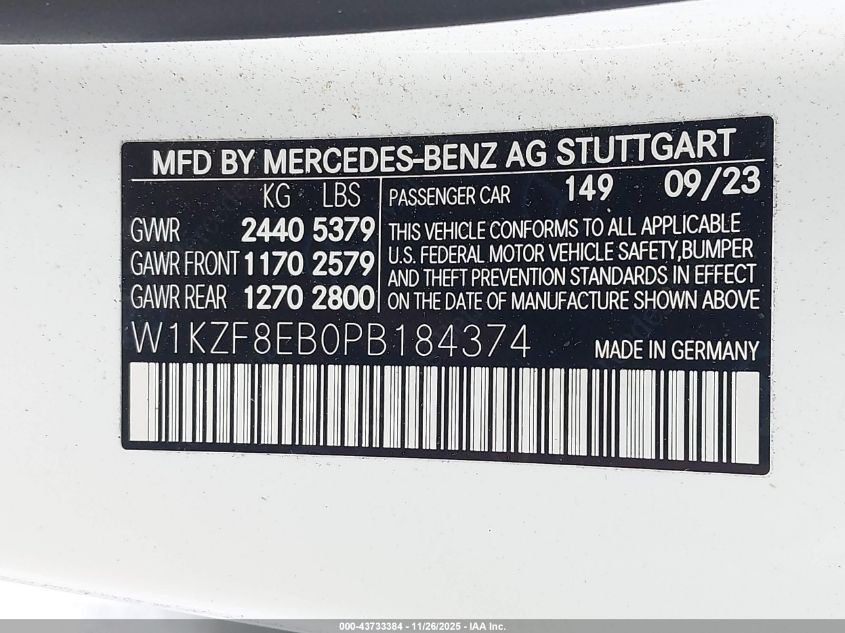 MFD BY MERCEDES-BENZ AG STUTTGART
KG LBS
GVWR 2440 5379
GAWR FRONT 1170 2579
GAWR REAR 1270 2800
PASSENGER CAR 149 09/23
THIS VEHICLE CONFORMS TO ALL APPLICABLE
U.S. FEDERAL MOTOR VEHICLE SAFETY,BUMPER
AND THEFT PREVENTION STANDARDS IN EFFECT
ON THE DATE OF MANUFACTURE SHOWN ABOVE
W1KZF8EB0PB184374
MADE IN GERMANY
000-43733384 - 11/26/2025 - IAA Inc.